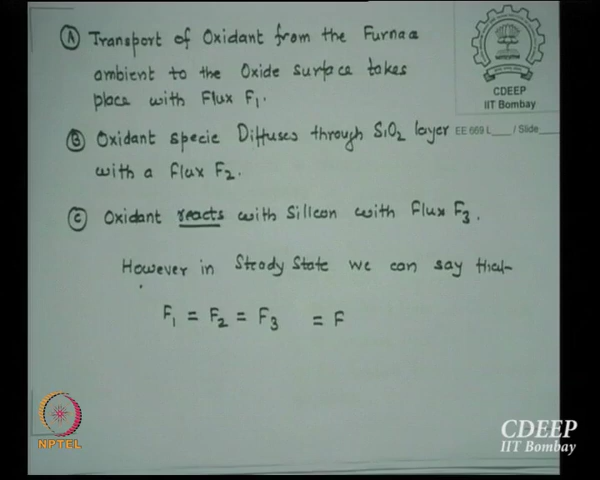 (A) Transport of Oxidant from the Furnace
ambient to the Oxide surface takes
place with Flux F₁.
(B) Oxidant specie Diffuses through SiO₂ layer
with a flux F₂.
(C) Oxidant reacts with Silicon with Flux F₃.
However in Steady State we can say that
F₁ = F₂ = F₃ = F
CDEEP
IIT Bombay
EE 669 L___ / Slide___
NPTEL
CDEEP
IIT Bombay